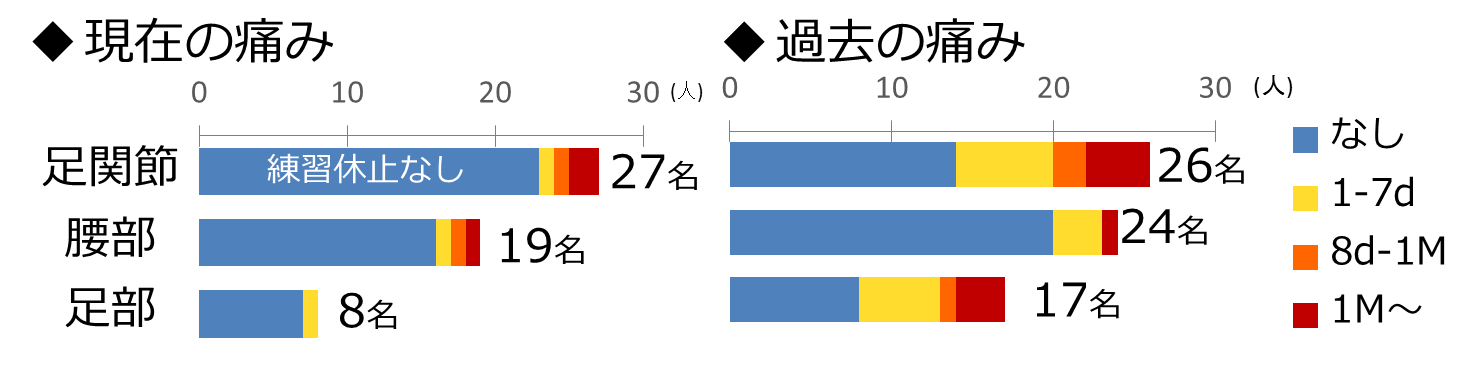 ◆ 現在の痛み
0 10 20 30 (人)
足関節 練習休止なし 27名
腰部 19名
足部 8名
◆ 過去の痛み
0 10 20 30 (人)
26名
24名
17名
なし
1-7d
8d-1M
1M～